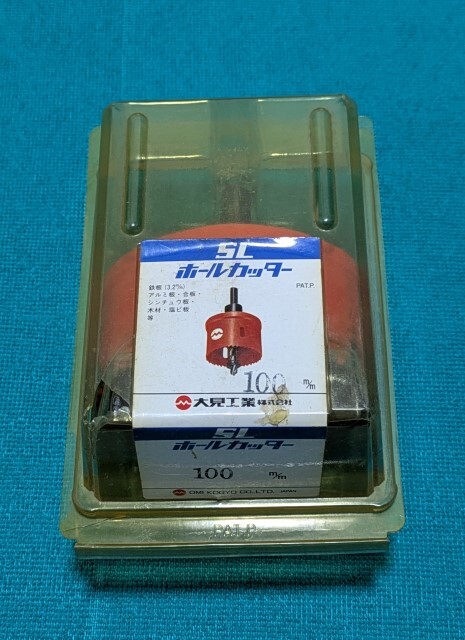 SL
ホールカッター
PAT.P.
鉄板(3.2㎜)
アルミ板・合板・
シンチュウ板・
木材・塩ビ板
等
100 m/m
大見工業株式会社
SL
ホールカッター
100 m/m
OMI KOGYO CO.,LTD. JAPAN
PAT.P.